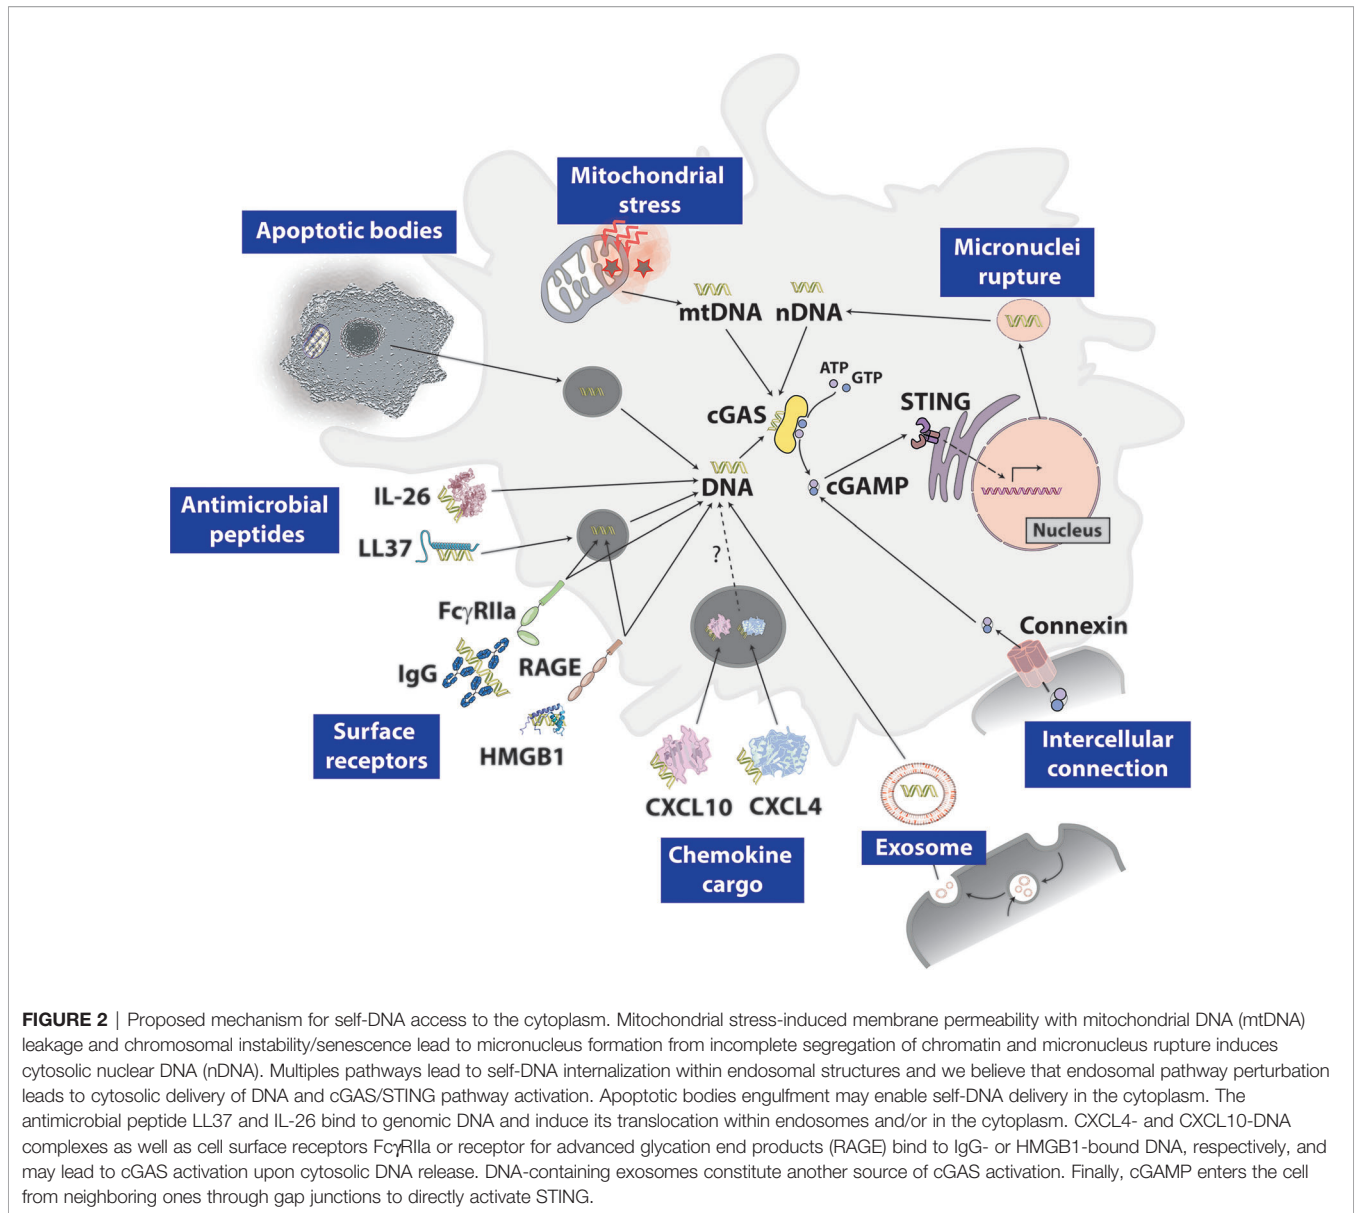 Mitochondrial
stress
Apoptotic bodies
Micronuclei
rupture
mtDNA
nDNA
ATP
GTP
cGAS
STING
DNA
cGAMP
Nucleus
IL-26
Antimicrobial
peptides
LL37
?
FcγRIIa
IgG
RAGE
HMGB1
Surface
receptors
Connexin
Intercellular
connection
CXCL10
CXCL4
Chemokine
cargo
Exosome
FIGURE 2 | Proposed mechanism for self-DNA access to the cytoplasm. Mitochondrial stress-induced membrane permeability with mitochondrial DNA (mtDNA)
leakage and chromosomal instability/senescence lead to micronucleus formation from incomplete segregation of chromatin and micronucleus rupture induces
cytosolic nuclear DNA (nDNA). Multiples pathways lead to self-DNA internalization within endosomal structures and we believe that endosomal pathway perturbation
leads to cytosolic delivery of DNA and cGAS/STING pathway activation. Apoptotic bodies engulfment may enable self-DNA delivery in the cytoplasm. The
antimicrobial peptide LL37 and IL-26 bind to genomic DNA and induce its translocation within endosomes and/or in the cytoplasm. CXCL4- and CXCL10-DNA
complexes as well as cell surface receptors FcγRIIa or receptor for advanced glycation end products (RAGE) bind to IgG- or HMGB1-bound DNA, respectively, and
may lead to cGAS activation upon cytosolic DNA release. DNA-containing exosomes constitute another source of cGAS activation. Finally, cGAMP enters the cell
from neighboring ones through gap junctions to directly activate STING.